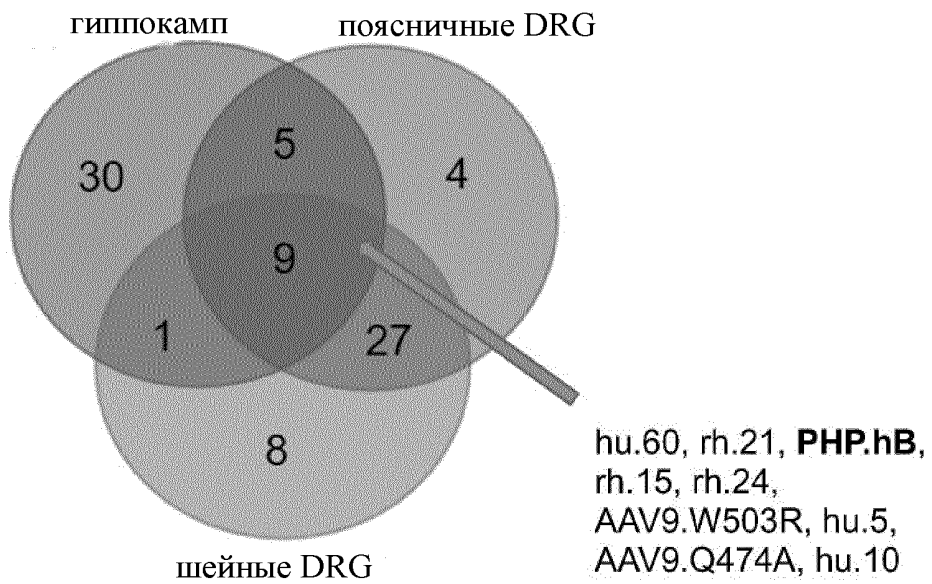 гиппокамп
поясничные DRG
30
5
4
9
1
27
8
шейные DRG
hu.60, rh.21, PHP.hB,
rh.15, rh.24,
AAV9.W503R, hu.5,
AAV9.Q474A, hu.10